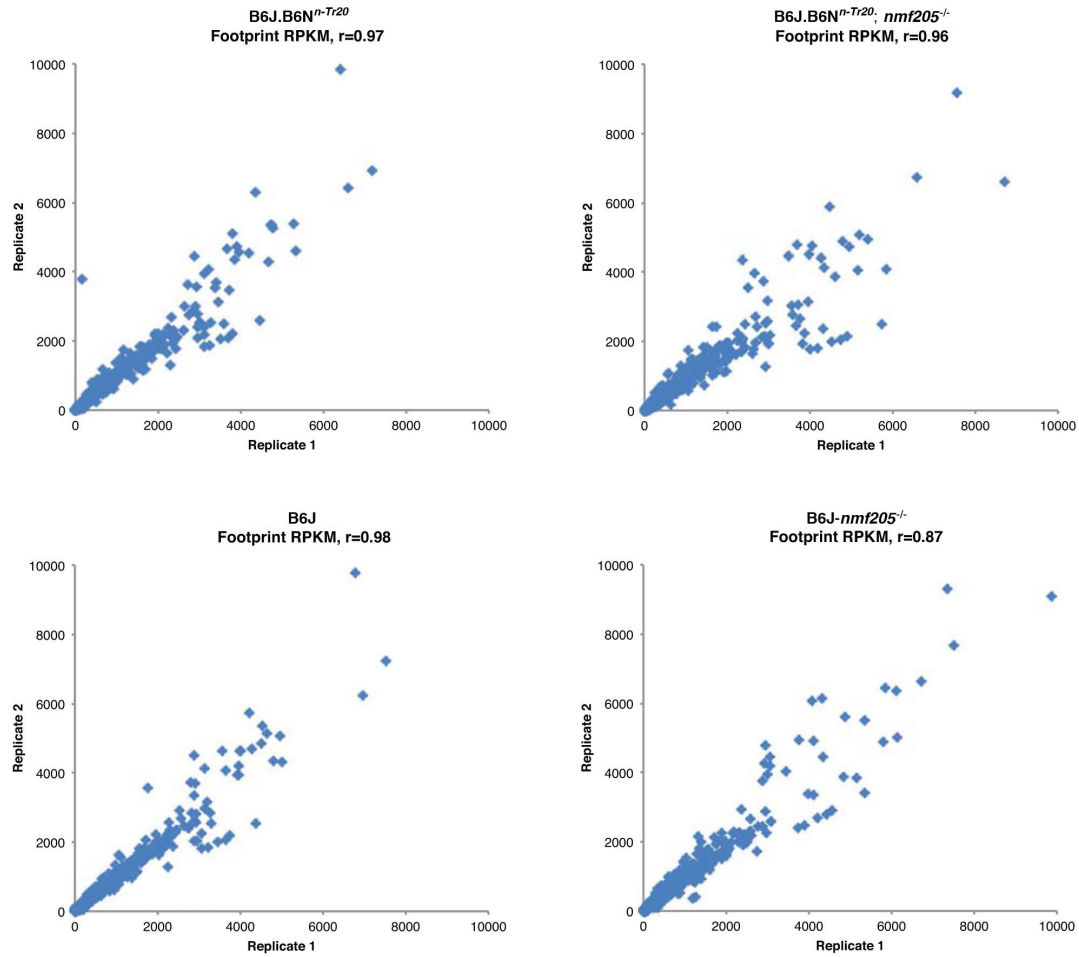 B6J.B6Nn-Tr20
Footprint RPKM, r=0.97
10000
8000
6000
4000
2000
0
Replicate 2
0 2000 4000 6000 8000 10000
Replicate 1
B6J.B6Nn-Tr20; nmf205-/-
Footprint RPKM, r=0.96
10000
8000
6000
4000
2000
0
Replicate 2
0 2000 4000 6000 8000 10000
Replicate 1
B6J
Footprint RPKM, r=0.98
10000
8000
6000
4000
2000
0
Replicate 2
0 2000 4000 6000 8000 10000
Replicate 1
B6J-nmf205-/-
Footprint RPKM, r=0.87
10000
8000
6000
4000
2000
0
Replicate 2
0 2000 4000 6000 8000 10000
Replicate 1